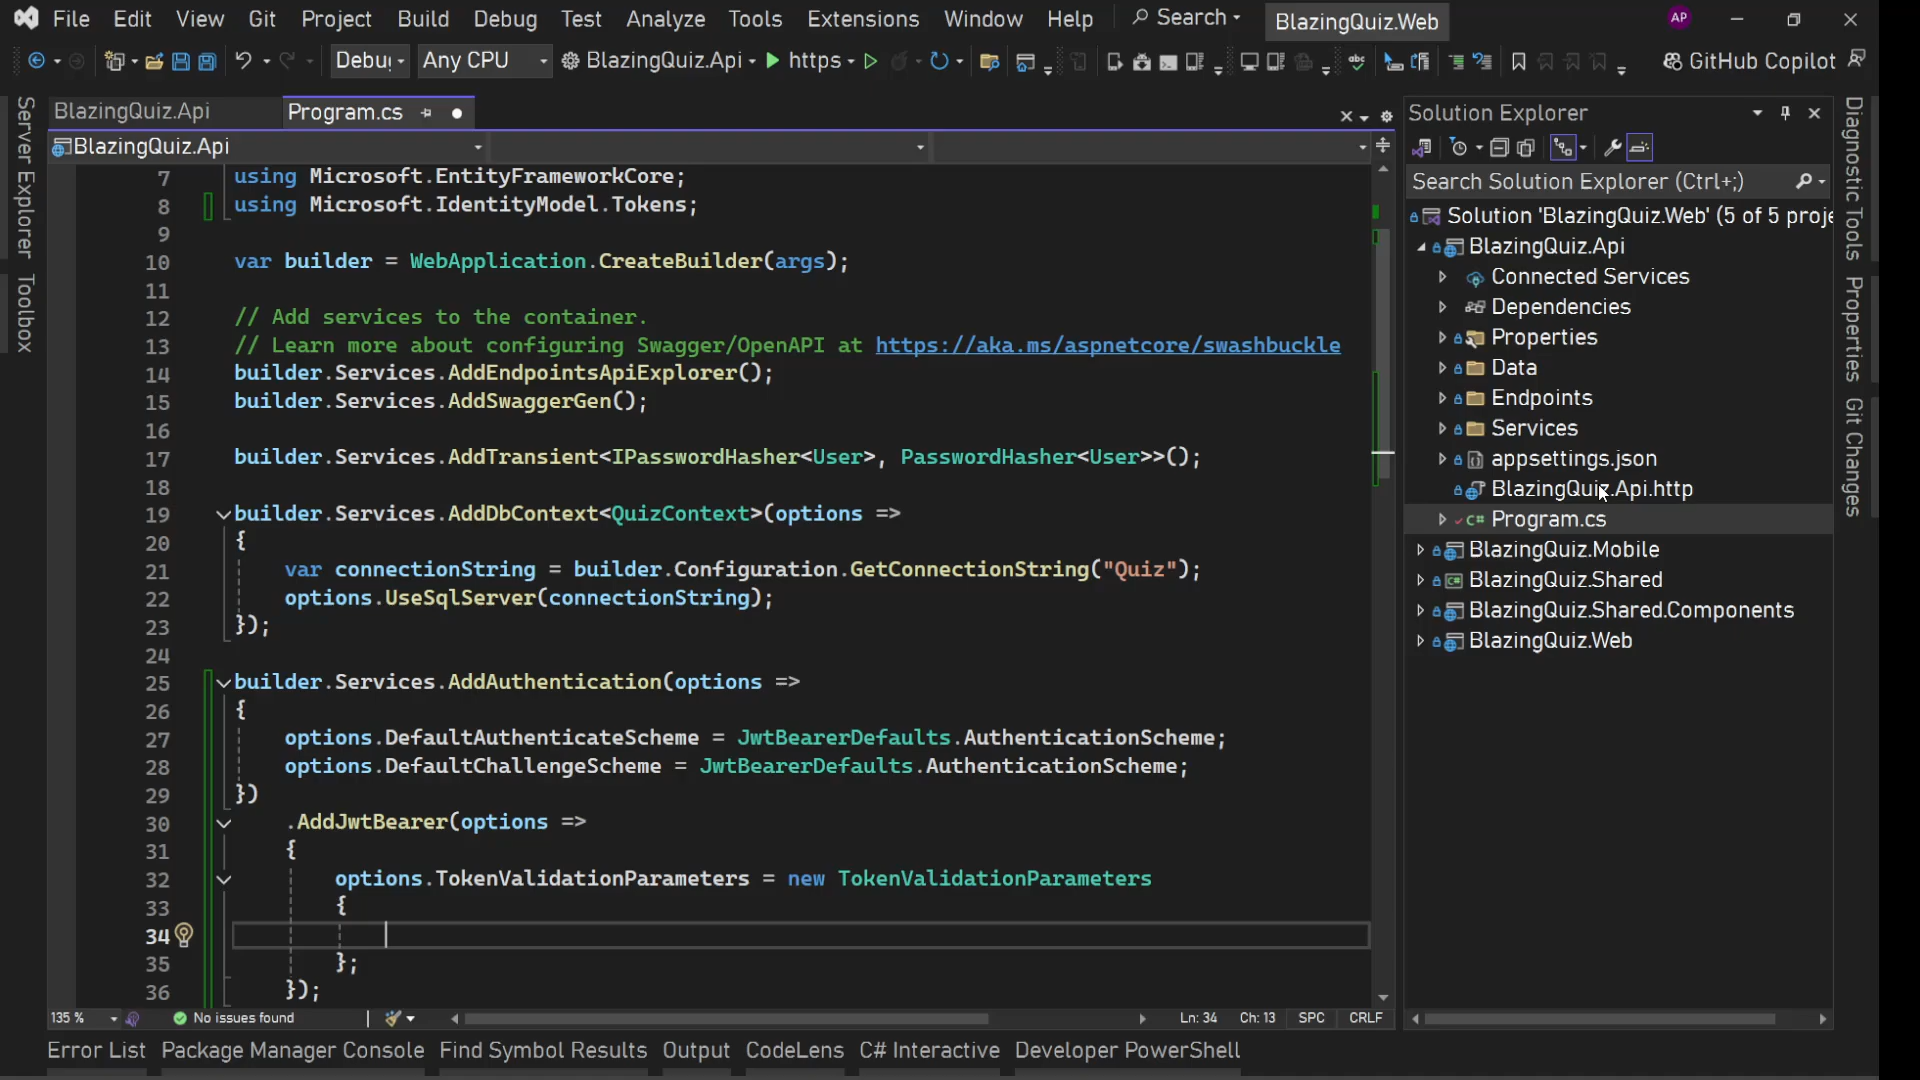 File Edit View Git Project Build Debug Test Analyze Tools Extensions Window Help Search BlazingQuiz.Web AP
Debug Any CPU BlazingQuiz.Api https GitHub Copilot
Server Explorer
Toolbox
BlazingQuiz.Api Program.cs
BlazingQuiz.Api
7 using Microsoft.EntityFrameworkCore;
8 using Microsoft.IdentityModel.Tokens;
9
10 var builder = WebApplication.CreateBuilder(args);
11
12 // Add services to the container.
13 // Learn more about configuring Swagger/OpenAPI at https://aka.ms/aspnetcore/swashbuckle
14 builder.Services.AddEndpointsApiExplorer();
15 builder.Services.AddSwaggerGen();
16
17 builder.Services.AddTransient<IPasswordHasher<User>, PasswordHasher<User>>();
18
19 builder.Services.AddDbContext<QuizContext>(options =>
20 {
21 var connectionString = builder.Configuration.GetConnectionString("Quiz");
22 options.UseSqlServer(connectionString);
23 });
24
25 builder.Services.AddAuthentication(options =>
26 {
27 options.DefaultAuthenticateScheme = JwtBearerDefaults.AuthenticationScheme;
28 options.DefaultChallengeScheme = JwtBearerDefaults.AuthenticationScheme;
29 })
30 .AddJwtBearer(options =>
31 {
32 options.TokenValidationParameters = new TokenValidationParameters
33 {
34
35 };
36 });
135 % No issues found Ln: 34 Ch: 13 SPC CRLF
Error List Package Manager Console Find Symbol Results Output CodeLens C# Interactive Developer PowerShell
Solution Explorer
Search Solution Explorer (Ctrl+;)
Solution 'BlazingQuiz.Web' (5 of 5 proje
BlazingQuiz.Api
Connected Services
Dependencies
Properties
Data
Endpoints
Services
appsettings.json
BlazingQuiz.Api.http
C# Program.cs
BlazingQuiz.Mobile
BlazingQuiz.Shared
BlazingQuiz.Shared.Components
BlazingQuiz.Web
Diagnostic Tools
Properties
Git Changes